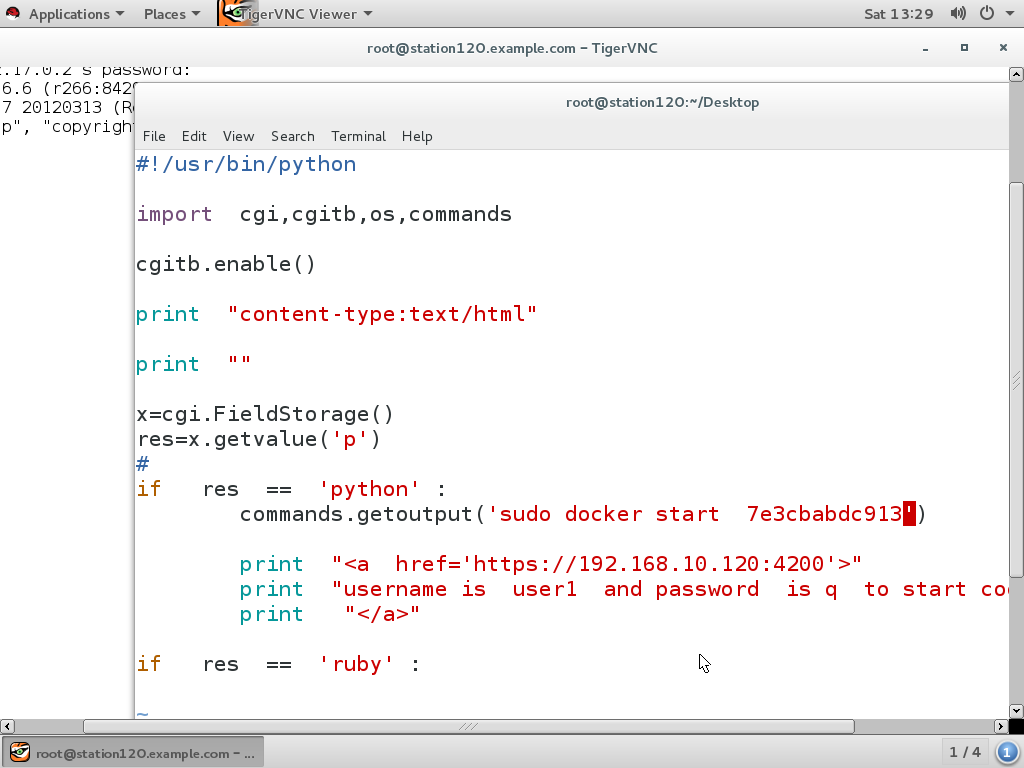 Applications Places TigerVNC Viewer Sat 13:29
root@station120.example.com - TigerVNC
.17.0.2's password:
6.6 (r266:8429
7 20120313 (Re
p", "copyright
root@station120:~/Desktop
File Edit View Search Terminal Help
#!/usr/bin/python
import  cgi,cgitb,os,commands
cgitb.enable()
print  "content-type:text/html"
print  ""
x=cgi.FieldStorage()
res=x.getvalue('p')
#
if   res  ==  'python' :
        commands.getoutput('sudo docker start  7e3cbabdc913')
        print  "<a  href='https://192.168.10.120:4200'>"
        print  "username is  user1  and password  is q  to start
        print   "</a>"
if   res  ==  'ruby' :
~
root@station120.example.com - ... 1 / 4 1